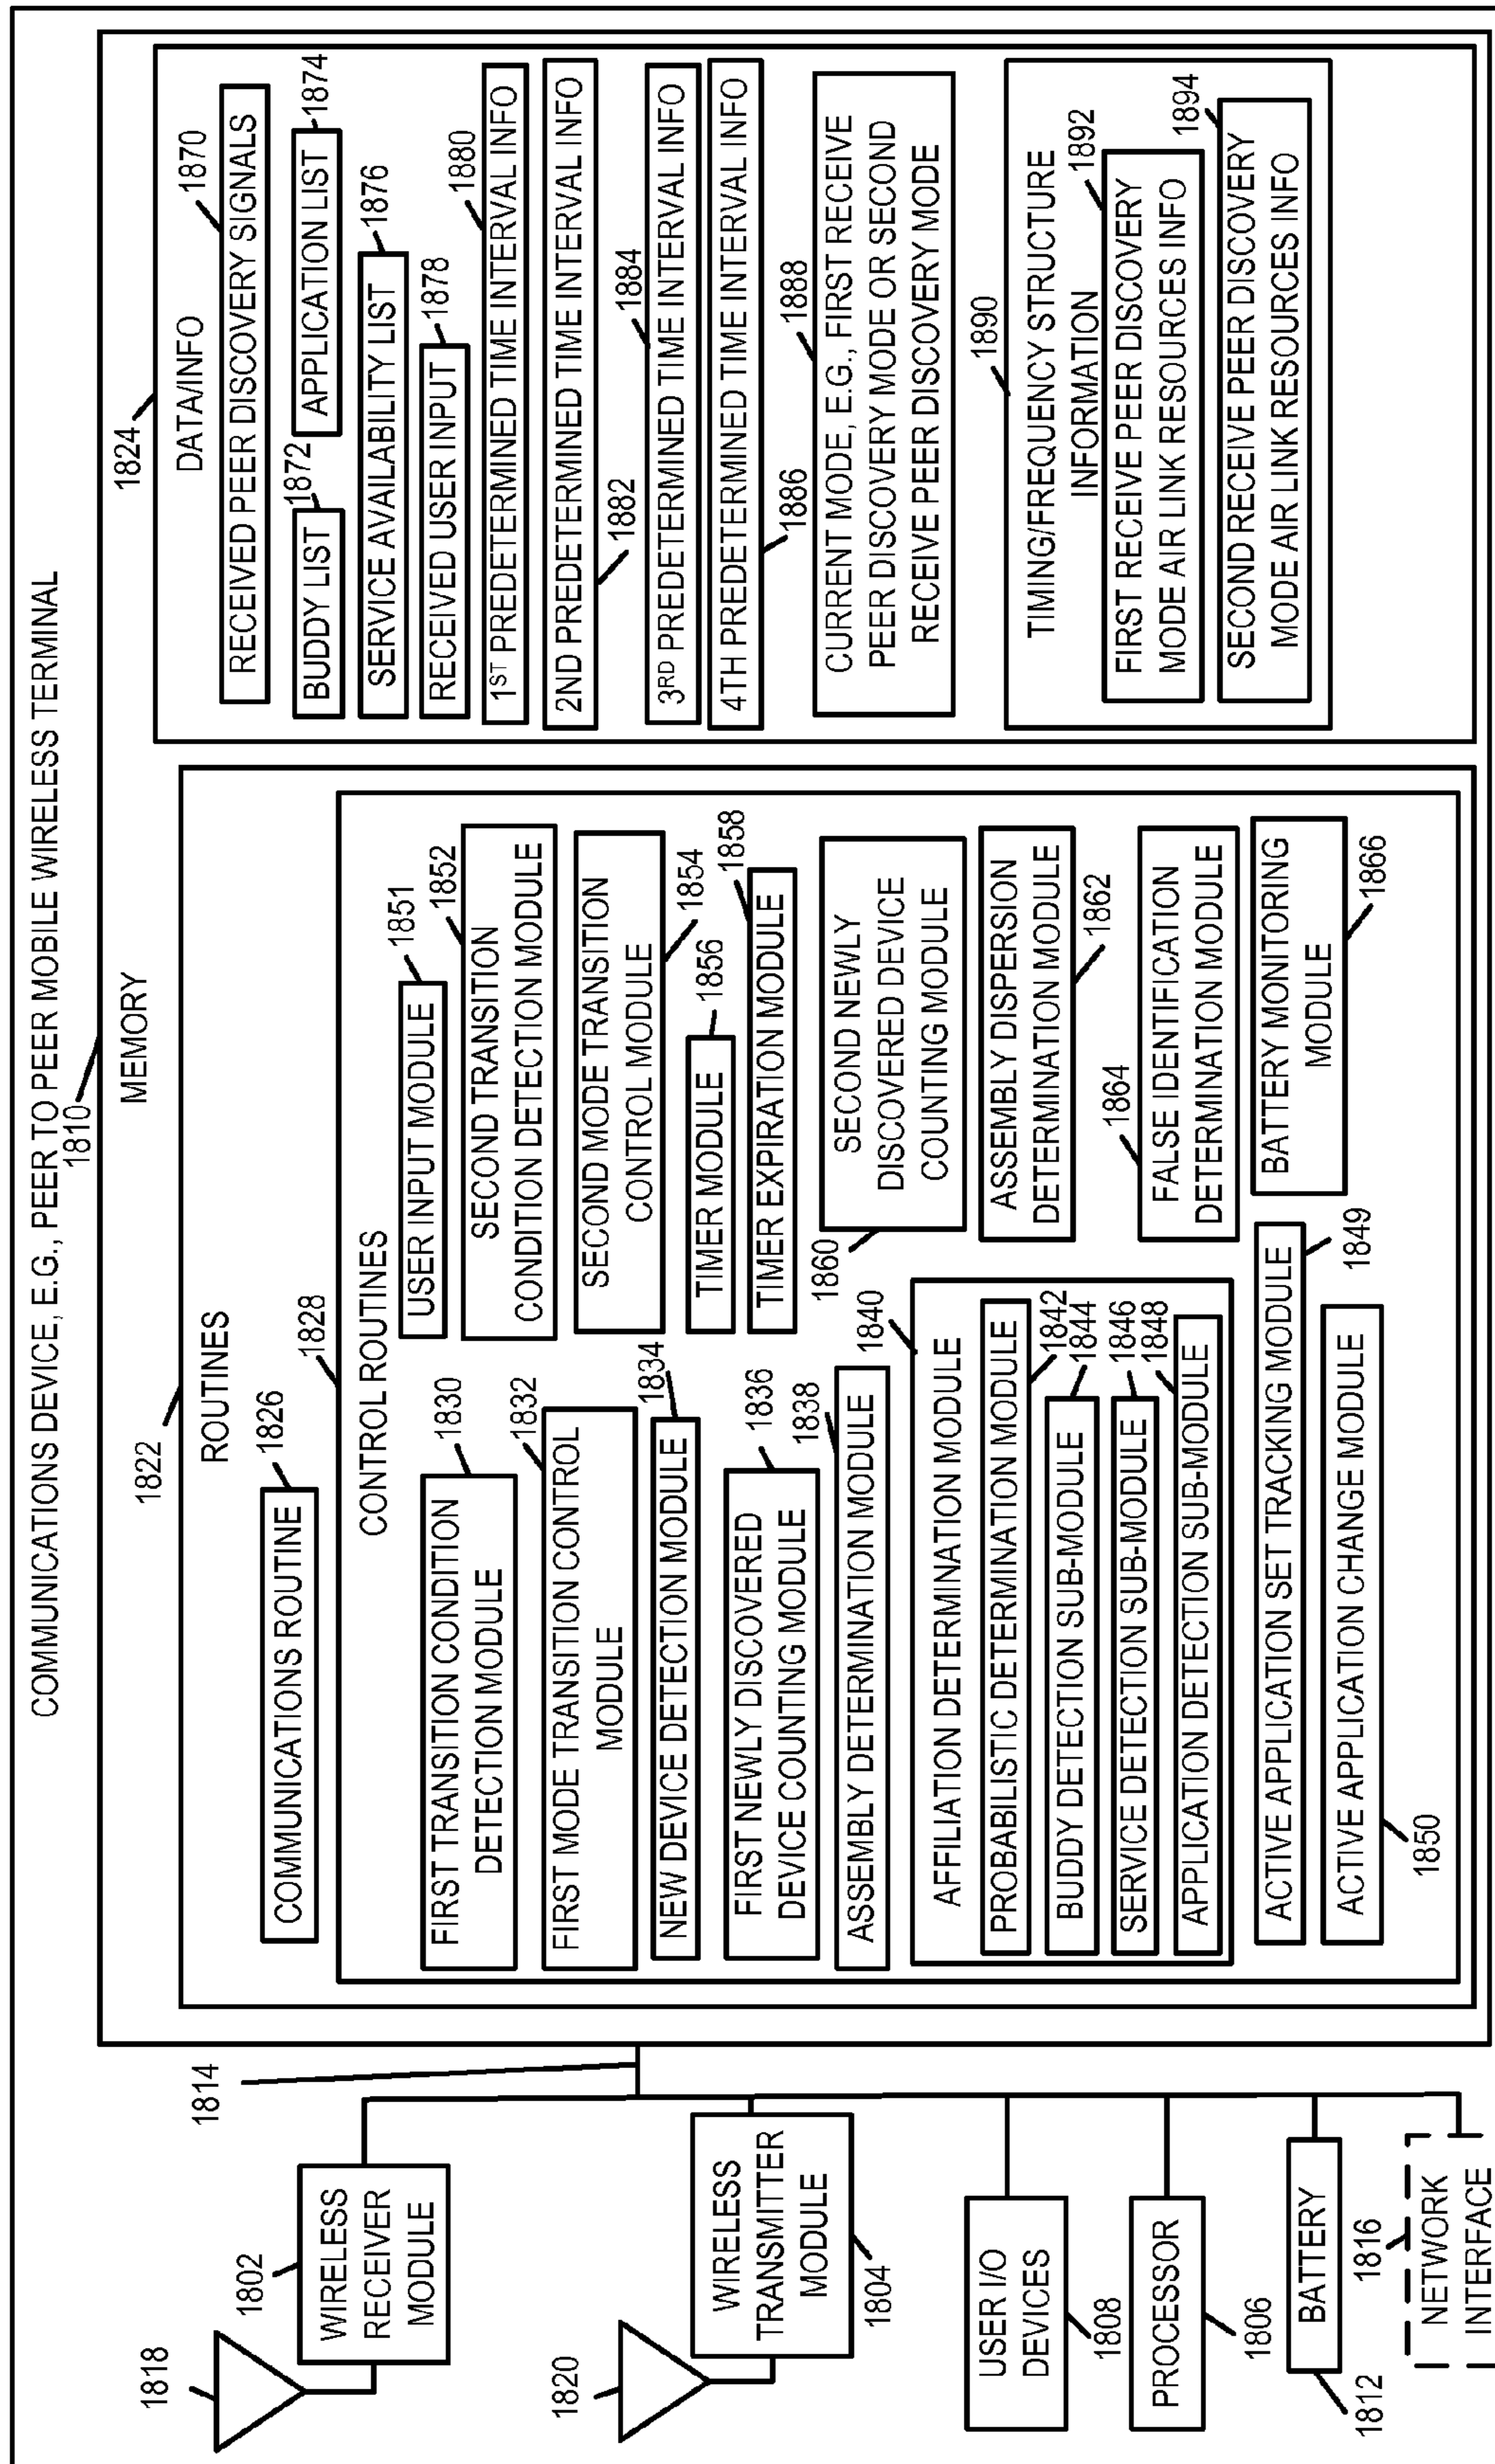 COMMUNICATIONS DEVICE, E.G., PEER TO PEER MOBILE WIRELESS TERMINAL
1810
MEMORY
1818
1802
WIRELESS
RECEIVER
MODULE
1814
1820
WIRELESS
TRANSMITTER
MODULE
1804
USER I/O
DEVICES
1808
PROCESSOR
1806
BATTERY
1812
1816
NETWORK
INTERFACE
1822
ROUTINES
COMMUNICATIONS ROUTINE
1826
1828
CONTROL ROUTINES
FIRST TRANSITION CONDITION
DETECTION MODULE
1830
FIRST MODE TRANSITION CONTROL
MODULE
1832
NEW DEVICE DETECTION MODULE
1834
FIRST NEWLY DISCOVERED
DEVICE COUNTING MODULE
1836
ASSEMBLY DETERMINATION MODULE
1838
AFFILIATION DETERMINATION MODULE
1840
PROBABILISTIC DETERMINATION MODULE
1842
BUDDY DETECTION SUB-MODULE
1844
SERVICE DETECTION SUB-MODULE
1846
APPLICATION DETECTION SUB-MODULE
1848
ACTIVE APPLICATION SET TRACKING MODULE
1849
ACTIVE APPLICATION CHANGE MODULE
1850
USER INPUT MODULE
1851
SECOND TRANSITION
CONDITION DETECTION MODULE
1852
SECOND MODE TRANSITION
CONTROL MODULE
1854
TIMER MODULE
1856
TIMER EXPIRATION MODULE
1858
SECOND NEWLY
DISCOVERED DEVICE
COUNTING MODULE
1860
ASSEMBLY DISPERSION
DETERMINATION MODULE
1862
FALSE IDENTIFICATION
DETERMINATION MODULE
1864
BATTERY MONITORING
MODULE
1866
1824
DATA/INFO
RECEIVED PEER DISCOVERY SIGNALS
1870
BUDDY LIST
1872
APPLICATION LIST
1874
SERVICE AVAILABILITY LIST
1876
RECEIVED USER INPUT
1878
1ST PREDETERMINED TIME INTERVAL INFO
1880
2ND PREDETERMINED TIME INTERVAL INFO
1882
3RD PREDETERMINED TIME INTERVAL INFO
1884
4TH PREDETERMINED TIME INTERVAL INFO
1886
CURRENT MODE, E.G., FIRST RECEIVE
PEER DISCOVERY MODE OR SECOND
RECEIVE PEER DISCOVERY MODE
1888
1890
TIMING/FREQUENCY STRUCTURE
INFORMATION
FIRST RECEIVE PEER DISCOVERY
MODE AIR LINK RESOURCES INFO
1892
SECOND RECEIVE PEER DISCOVERY
MODE AIR LINK RESOURCES INFO
1894